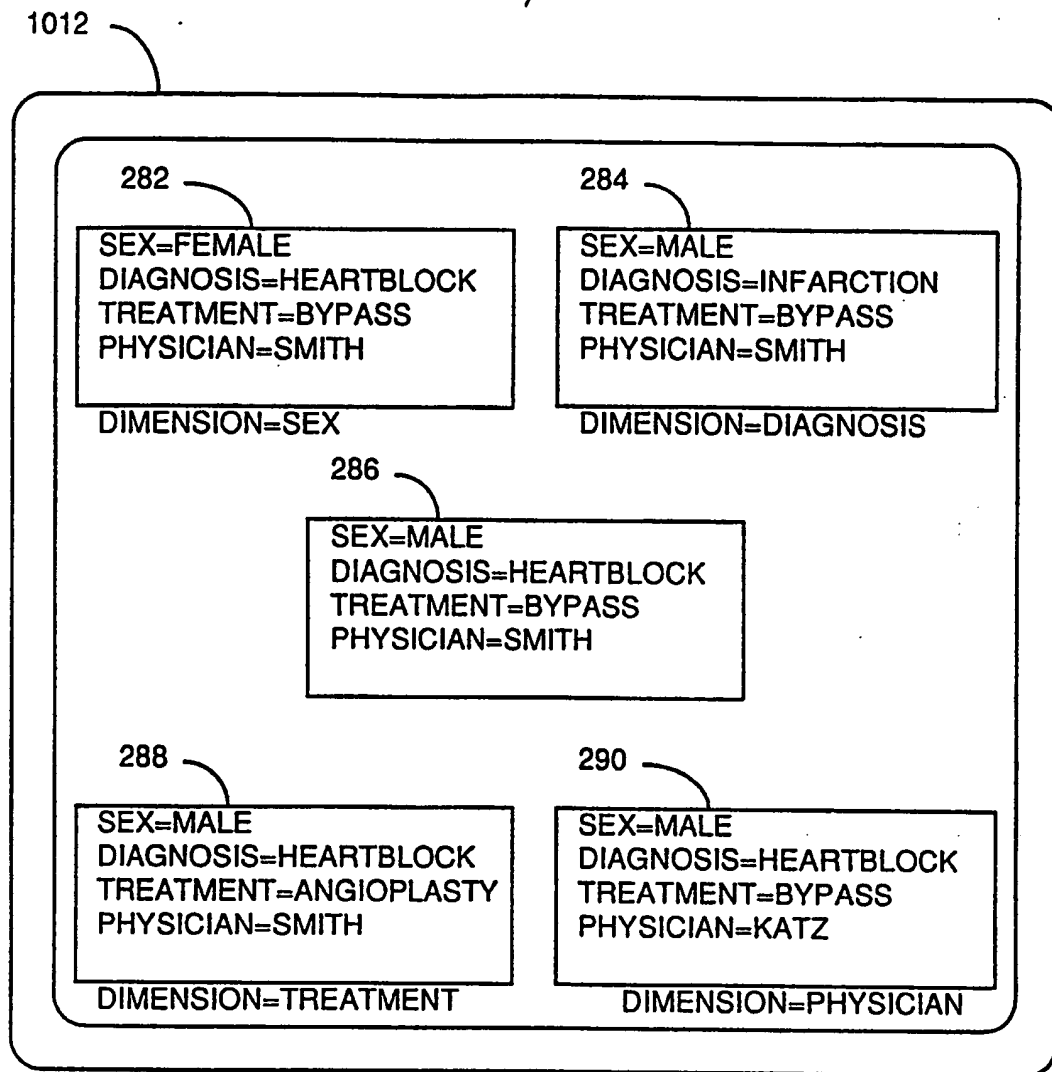 1012
282
SEX=FEMALE
DIAGNOSIS=HEARTBLOCK
TREATMENT=BYPASS
PHYSICIAN=SMITH
DIMENSION=SEX
284
SEX=MALE
DIAGNOSIS=INFARCTION
TREATMENT=BYPASS
PHYSICIAN=SMITH
DIMENSION=DIAGNOSIS
286
SEX=MALE
DIAGNOSIS=HEARTBLOCK
TREATMENT=BYPASS
PHYSICIAN=SMITH
288
SEX=MALE
DIAGNOSIS=HEARTBLOCK
TREATMENT=ANGIOPLASTY
PHYSICIAN=SMITH
DIMENSION=TREATMENT
290
SEX=MALE
DIAGNOSIS=HEARTBLOCK
TREATMENT=BYPASS
PHYSICIAN=KATZ
DIMENSION=PHYSICIAN